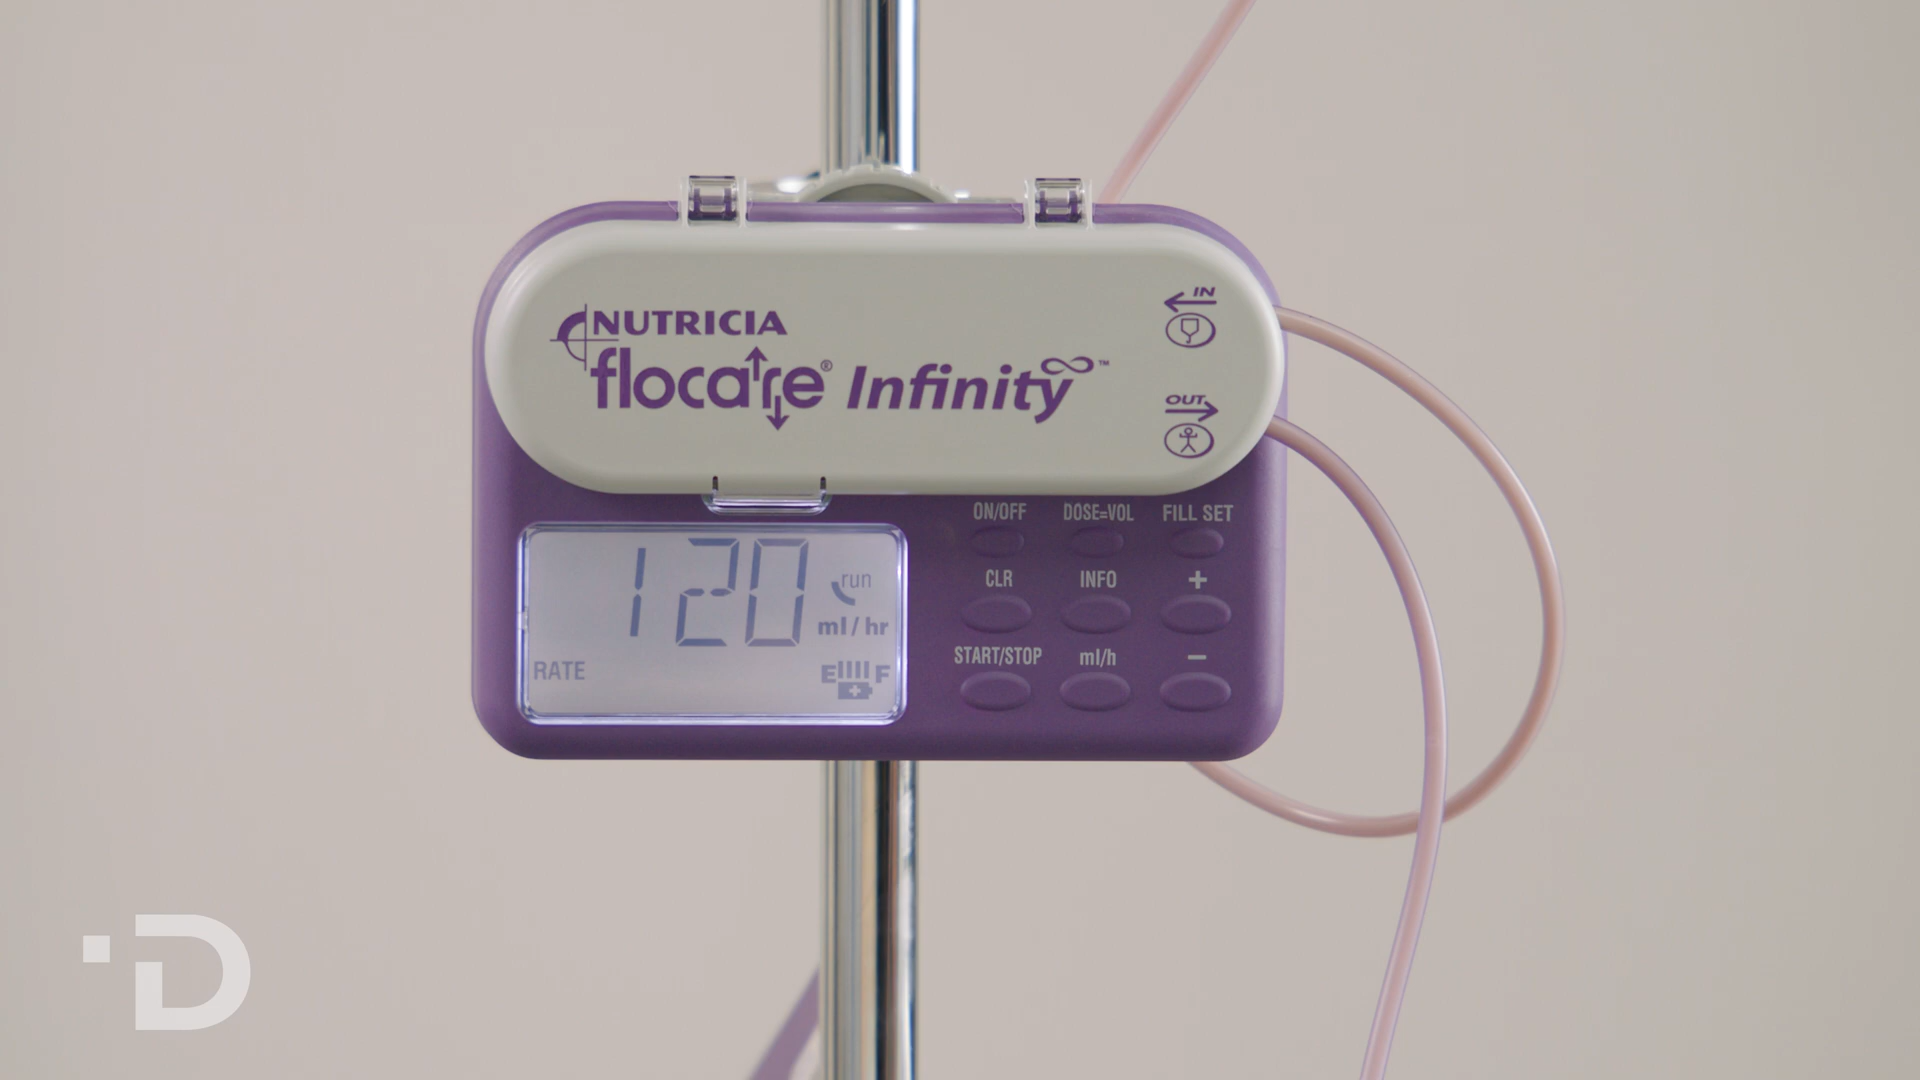 NUTRICIA
flocare® Infinity™
IN
OUT
ON/OFF DOSE=VOL FILL SET
CLR INFO +
START/STOP ml/h −
120 run
ml/hr
RATE
E F
D